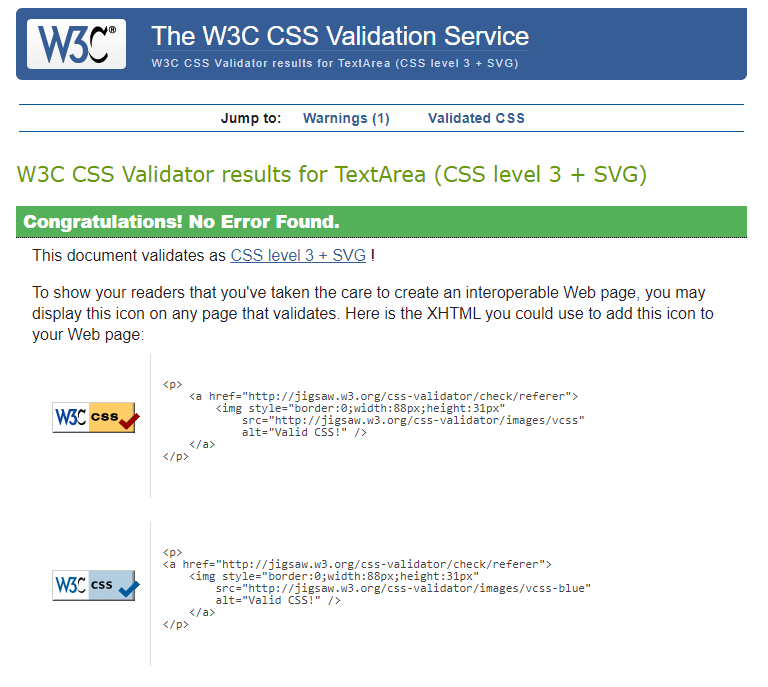 W3C® The W3C CSS Validation Service
W3C CSS Validator results for TextArea (CSS level 3 + SVG)
Jump to: Warnings (1) Validated CSS
W3C CSS Validator results for TextArea (CSS level 3 + SVG)
Congratulations! No Error Found.
This document validates as CSS level 3 + SVG !
To show your readers that you've taken the care to create an interoperable Web page, you may
display this icon on any page that validates. Here is the XHTML you could use to add this icon to
your Web page:
W3C css
<p>
    <a href="http://jigsaw.w3.org/css-validator/check/referer">
        <img style="border:0;width:88px;height:31px"
            src="http://jigsaw.w3.org/css-validator/images/vcss"
            alt="Valid CSS!" />
    </a>
</p>
W3C css
<p>
<a href="http://jigsaw.w3.org/css-validator/check/referer">
    <img style="border:0;width:88px;height:31px"
        src="http://jigsaw.w3.org/css-validator/images/vcss-blue"
        alt="Valid CSS!" />
    </a>
</p>